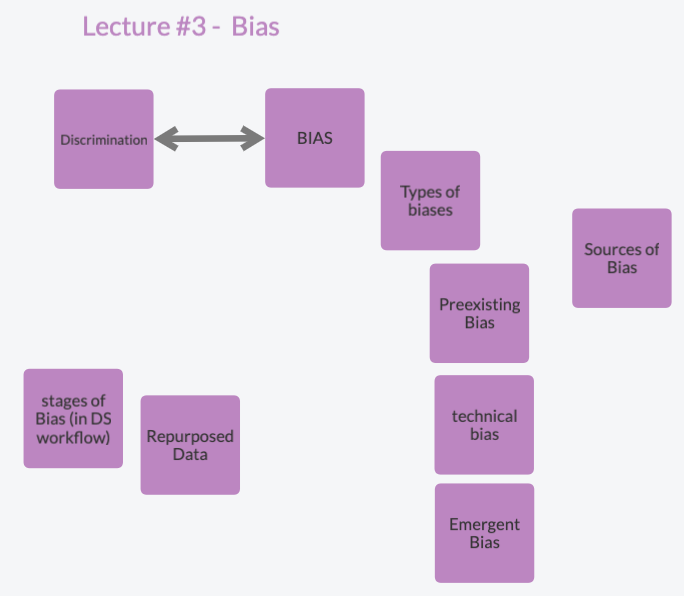 Lecture #3 - Bias
Discrimination
BIAS
Types of
biases
Sources of
Bias
Preexisting
Bias
stages of
Bias (in DS
workflow)
Repurposed
Data
technical
bias
Emergent
Bias